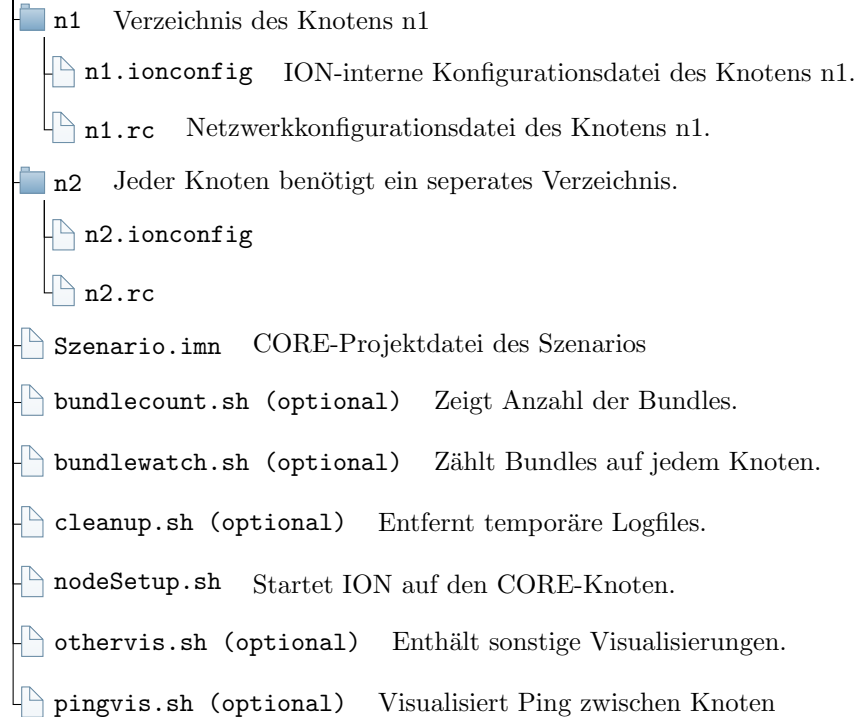 n1 Verzeichnis des Knotens n1
n1.ionconfig ION-interne Konfigurationsdatei des Knotens n1.
n1.rc Netzwerkkonfigurationsdatei des Knotens n1.
n2 Jeder Knoten benötigt ein seperates Verzeichnis.
n2.ionconfig
n2.rc
Szenario.imn CORE-Projektdatei des Szenarios
bundlecount.sh (optional) Zeigt Anzahl der Bundles.
bundlewatch.sh (optional) Zählt Bundles auf jedem Knoten.
cleanup.sh (optional) Entfernt temporäre Logfiles.
nodeSetup.sh Startet ION auf den CORE-Knoten.
othervis.sh (optional) Enthält sonstige Visualisierungen.
pingvis.sh (optional) Visualisiert Ping zwischen Knoten